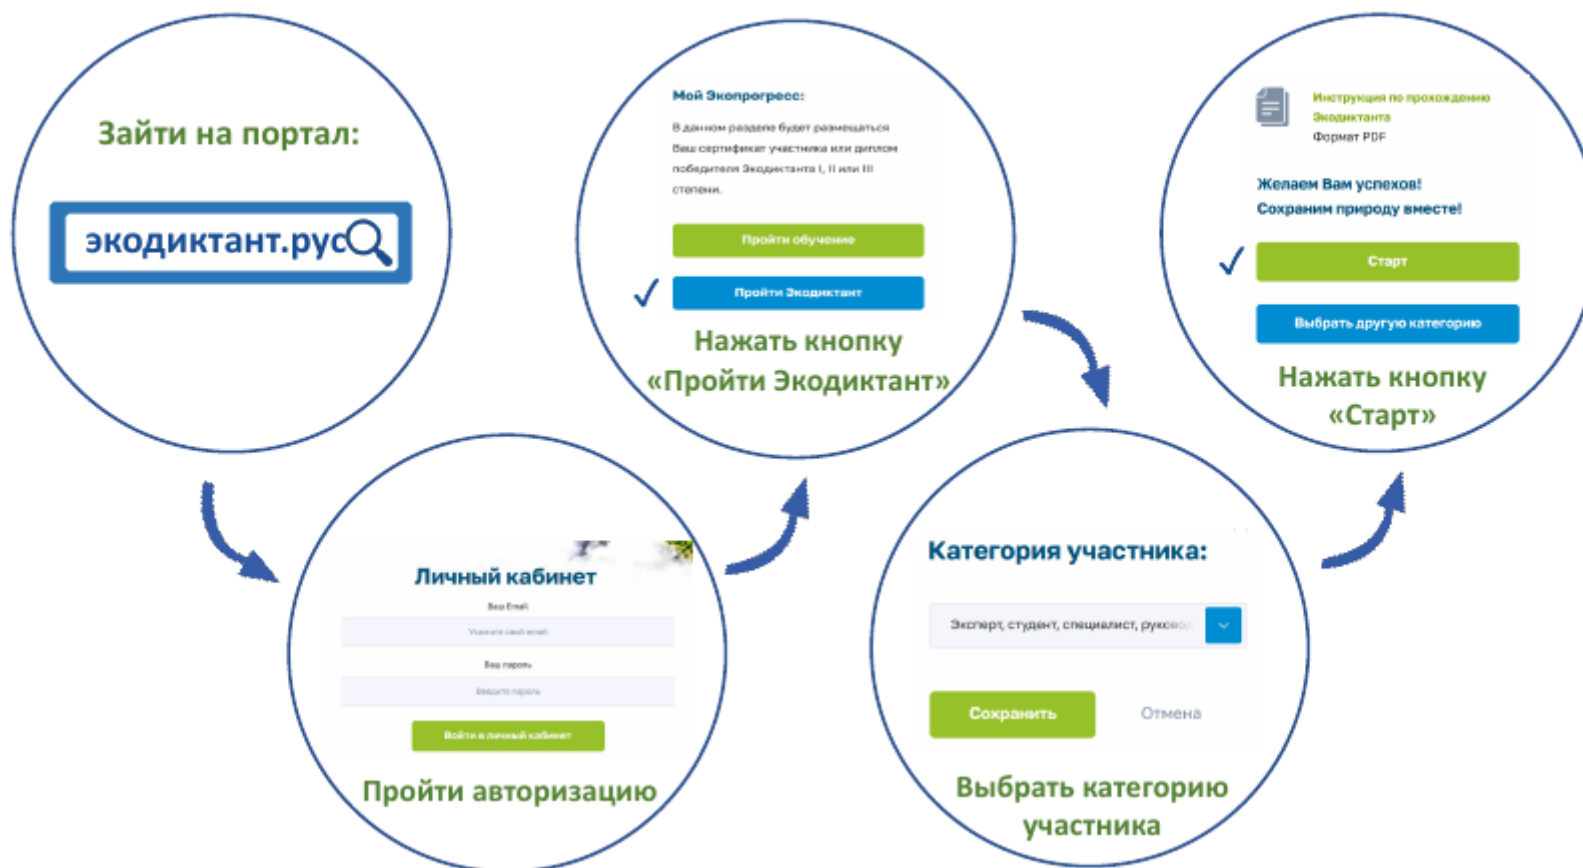 Зайти на портал:
экодиктант.рус
Личный кабинет
Ваш Email
Укажите свой email
Ваш пароль
Введите пароль
Войти в личный кабинет
Пройти авторизацию
Мой Экопрогресс:
В данном разделе будет размещаться
Ваш сертификат участника или диплом
победителя Экодиктанта I, II или III
степени.
Пройти обучение
Пройти Экодиктант
Нажать кнопку
«Пройти Экодиктант»
Категория участника:
Эксперт, студент, специалист, руковод
Сохранить
Отмена
Выбрать категорию
участника
Инструкция по прохождению
Экодиктанта
Формат PDF
Желаем Вам успехов!
Сохраним природу вместе!
Старт
Выбрать другую категорию
Нажать кнопку
«Старт»